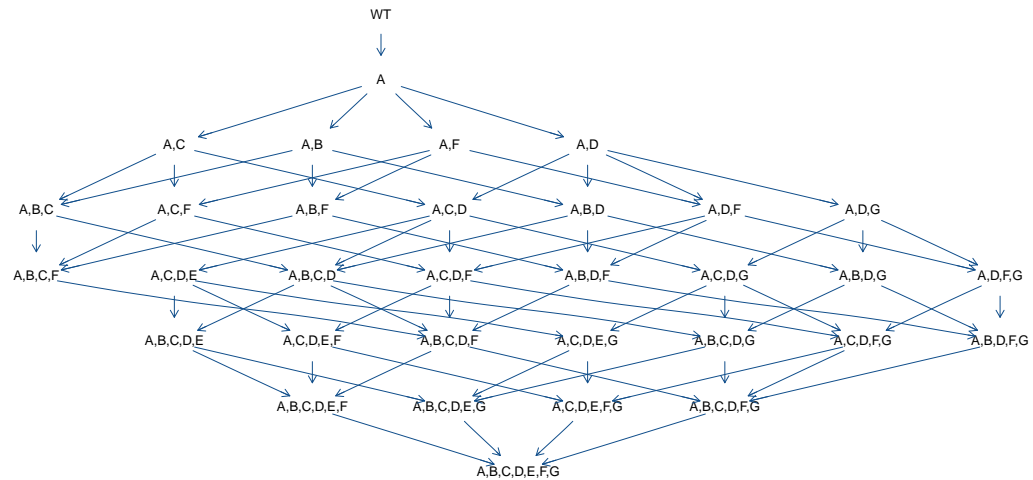 WT
A
A,C A,B A,F A,D
A,B,C A,C,F A,B,F A,C,D A,B,D A,D,F A,D,G
A,B,C,F A,C,D,E A,B,C,D A,C,D,F A,B,D,F A,C,D,G A,B,D,G A,D,F,G
A,B,C,D,E A,C,D,E,F A,B,C,D,F A,C,D,E,G A,B,C,D,G A,C,D,F,G A,B,D,F,G
A,B,C,D,E,F A,B,C,D,E,G A,C,D,E,F,G A,B,C,D,F,G
A,B,C,D,E,F,G